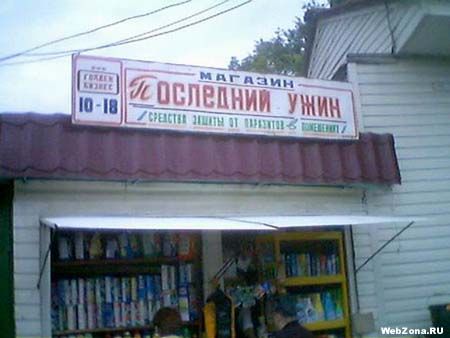 МАГАЗИН
ГОЛДЕН
БИЗНЕС
10-18
ПОСЛЕДНИЙ УЖИН
СРЕДСТВА ЗАЩИТЫ ОТ ПАРАЗИТОВ В ПОМЕЩЕНИИ
WebZona.RU